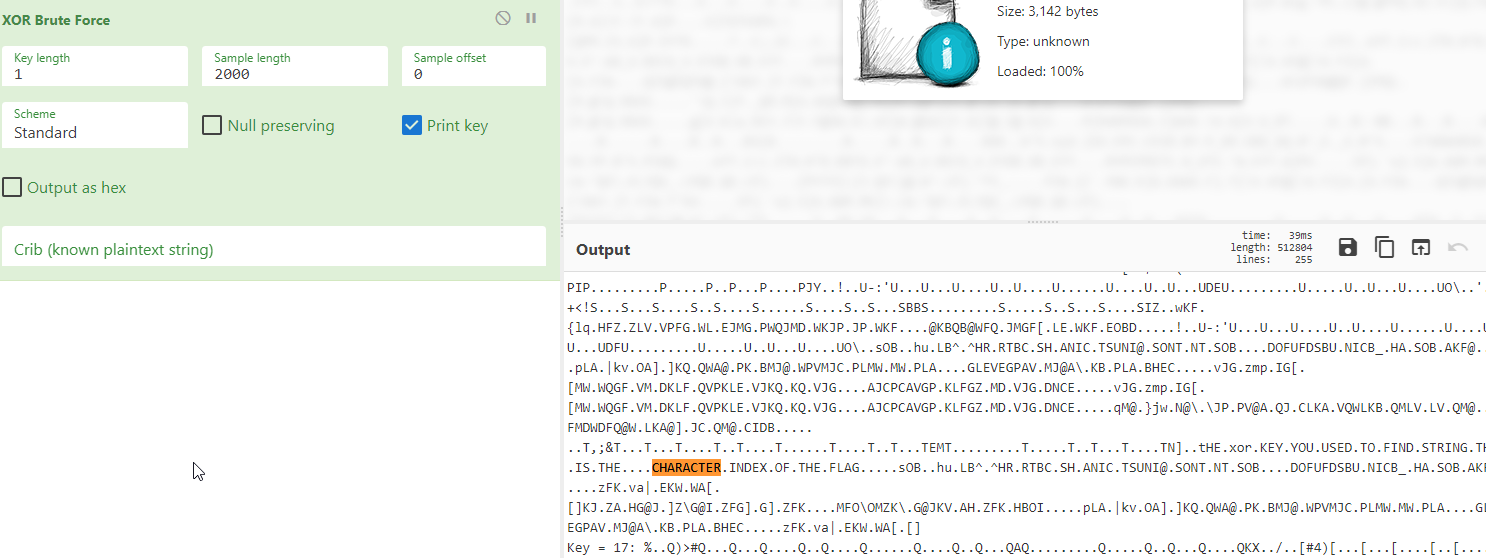 XOR Brute Force
Key length
1
Sample length
2000
Sample offset
0
Scheme
Standard
Null preserving
Print key
Output as hex
Crib (known plaintext string)
Size: 3,142 bytes
Type: unknown
Loaded: 100%
Output
time: 39ms
length: 512804
lines: 255
PIP.........P.....P..P...P....PJY..!..U-:'U...U...U....U..U....U......U....U..U...UDEU.........U.....U..U...U....UO\..'.
+<!S...S...S....S..S....S......S....S..S...SBBS.........S.....S..S...S....SIZ..wKF.
{lq.HFZ.ZLV.VPFG.WL.EJMG.PWQJMD.WKJP.JP.WKF....@KBQB@WFQ.JMGF[.LE.WKF.EOBD.....!..U-:'U...U...U....U..U....U......U....U
U...UDFU.........U.....U..U...U....UO\..sOB..hu.LB^.^HR.RTBC.SH.ANIC.TSUNI@.SONT.NT.SOB....DOFUFDSBU.NICB_.HA.SOB.AKF@..
.pLA.|kv.OA].]KQ.QWA@.PK.BMJ@.WPVMJC.PLMW.MW.PLA....GLEVEGPAV.MJ@A\.KB.PLA.BHEC.....vJG.zmp.IG[.
[MW.WQGF.VM.DKLF.QVPKLE.VJKQ.KQ.VJG....AJCPCAVGP.KLFGZ.MD.VJG.DNCE.....vJG.zmp.IG[.
[MW.WQGF.VM.DKLF.QVPKLE.VJKQ.KQ.VJG....AJCPCAVGP.KLFGZ.MD.VJG.DNCE.....qM@.}jw.N@\.\JP.PV@A.QJ.CLKA.VQWLKB.QMLV.LV.QM@.
FMDWDFQ@W.LKA@].JC.QM@.CIDB.....
..T,;&T...T...T....T..T....T......T....T..T...TEMT.........T.....T..T...T....TN]..tHE.xor.KEY.YOU.USED.TO.FIND.STRING.TH
.IS.THE....CHARACTER.INDEX.OF.THE.FLAG.....sOB..hu.LB^.^HR.RTBC.SH.ANIC.TSUNI@.SONT.NT.SOB....DOFUFDSBU.NICB_.HA.SOB.AKF
....zFK.va|.EKW.WA[.
[]KJ.ZA.HG@J.]Z\G@I.ZFG].G].ZFK....MFO\OMZK\.G@JKV.AH.ZFK.HBOI.....pLA.|kv.OA].]KQ.QWA@.PK.BMJ@.WPVMJC.PLMW.MW.PLA....GL
EGPAV.MJ@A\.KB.PLA.BHEC.....zFK.va|.EKW.WA[.[]
Key = 17: %..Q)>#Q...Q...Q....Q..Q....Q......Q....Q..Q...QAQ.........Q.....Q..Q...Q....QKX../..[#4)[...[...[....[..[